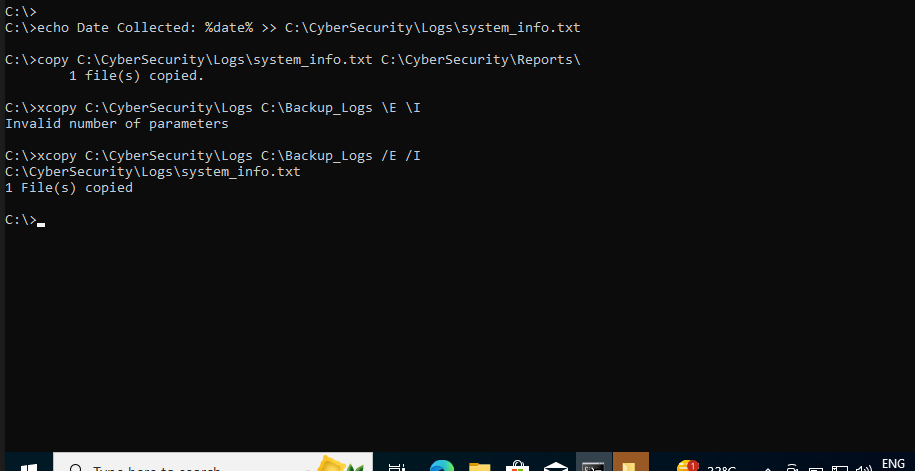 C:\>
C:\>echo Date Collected: %date% >> C:\CyberSecurity\Logs\system_info.txt
C:\>copy C:\CyberSecurity\Logs\system_info.txt C:\CyberSecurity\Reports\
1 file(s) copied.
C:\>xcopy C:\CyberSecurity\Logs C:\Backup_Logs \E \I
Invalid number of parameters
C:\>xcopy C:\CyberSecurity\Logs C:\Backup_Logs /E /I
C:\CyberSecurity\Logs\system_info.txt
1 File(s) copied
C:\>
Type here to search
1
ENG